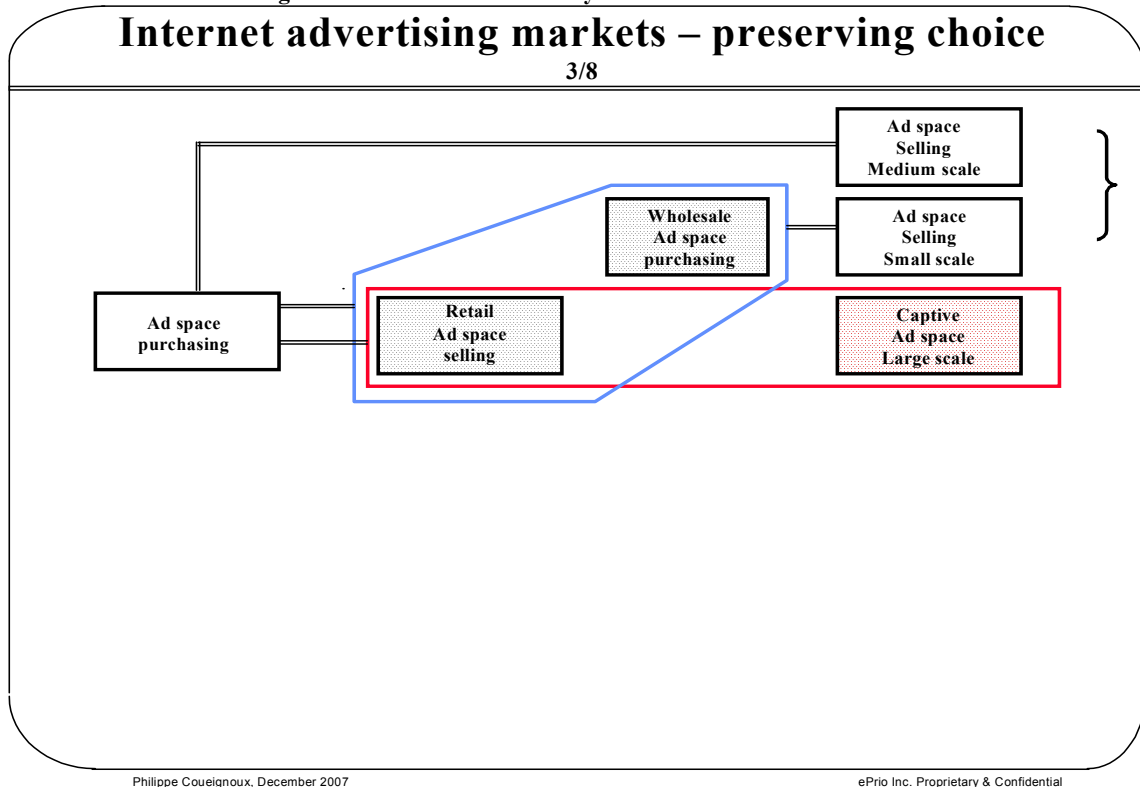 Internet advertising markets – preserving choice
3/8
Ad space
Selling
Medium scale
Wholesale
Ad space
purchasing
Ad space
Selling
Small scale
Ad space
purchasing
Retail
Ad space
selling
Captive
Ad space
Large scale
Philippe Coueignoux, December 2007
ePrio Inc. Proprietary & Confidential